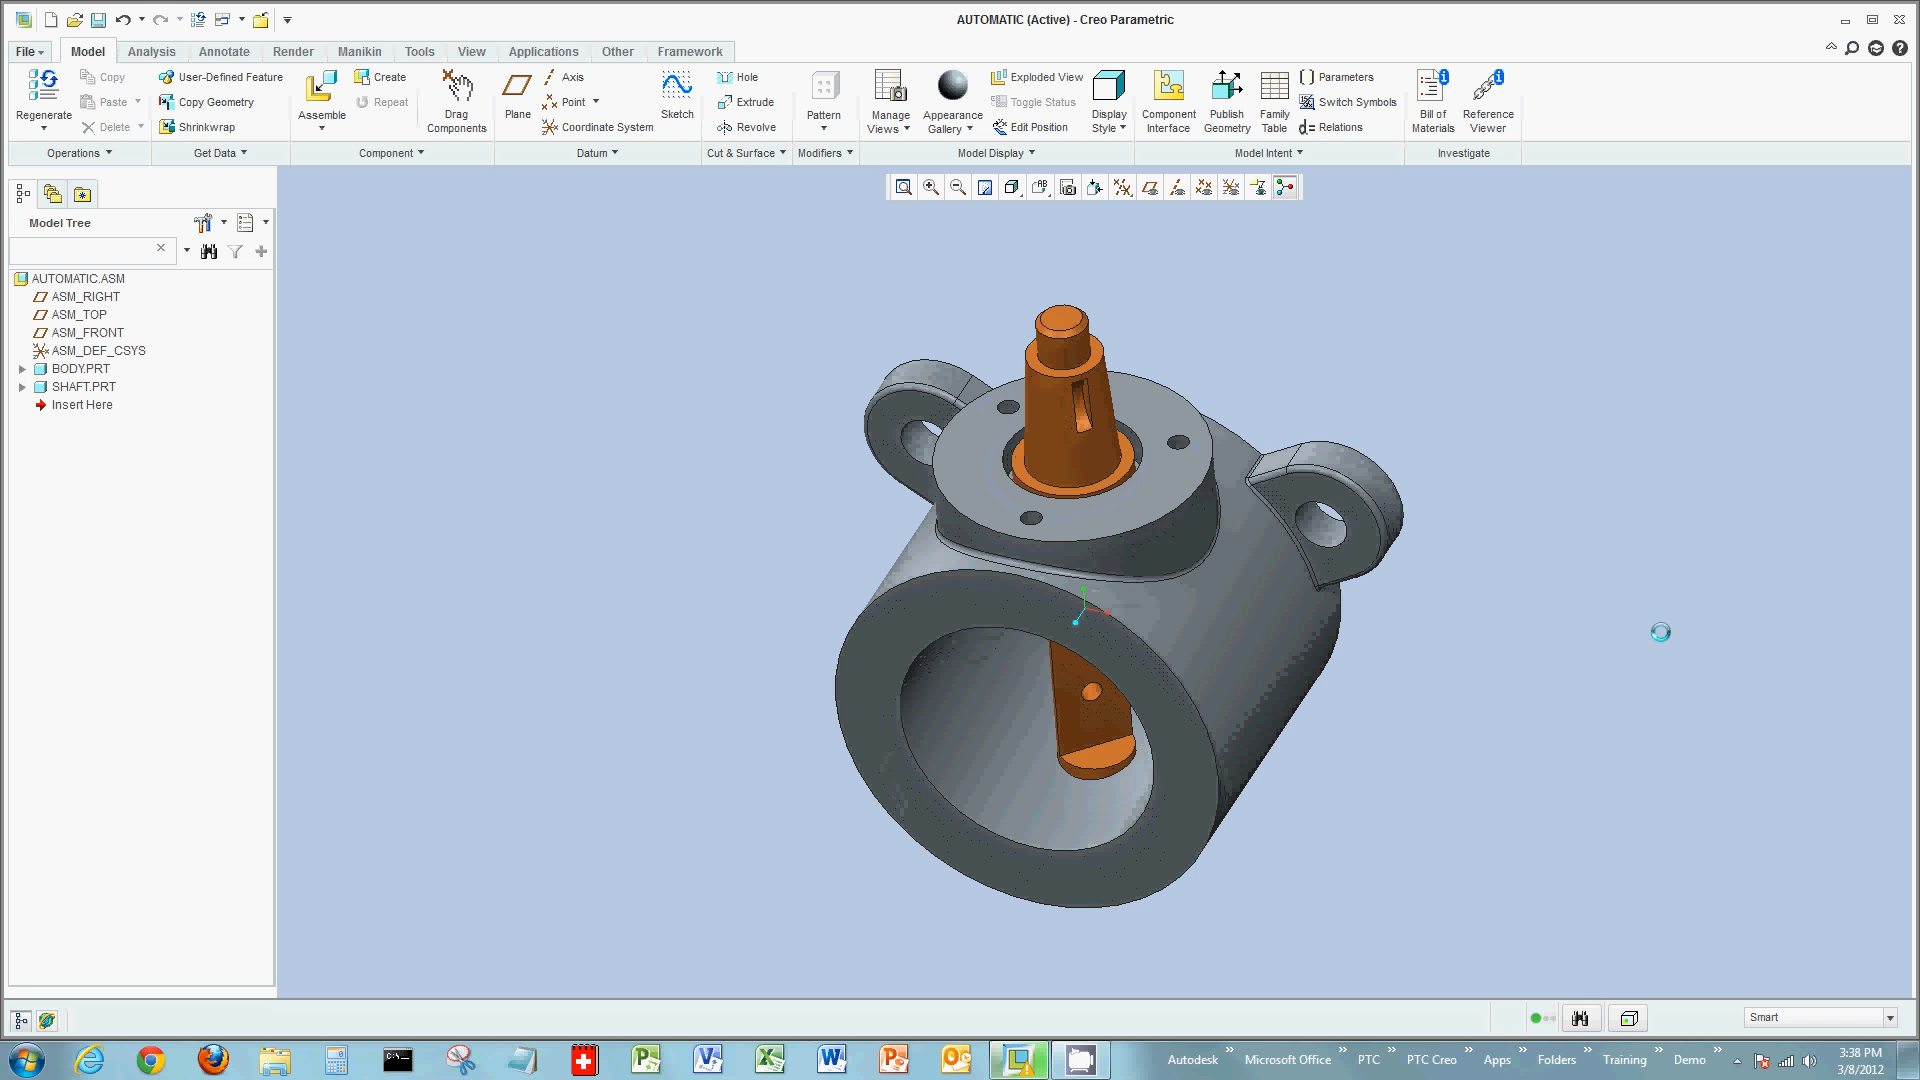 AUTOMATIC (Active) - Creo Parametric
File
Model
Analysis
Annotate
Render
Manikin
Tools
View
Applications
Other
Framework
Regenerate
Copy
Paste
Delete
Operations
User-Defined Feature
Copy Geometry
Shrinkwrap
Get Data
Assemble
Create
Repeat
Drag
Components
Component
Plane
Axis
Point
Coordinate System
Sketch
Datum
Hole
Extrude
Revolve
Cut & Surface
Pattern
Modifiers
Manage
Views
Appearance
Gallery
Exploded View
Toggle Status
Edit Position
Display
Style
Model Display
Component
Interface
Publish
Geometry
Family
Table
Parameters
Switch Symbols
d= Relations
Model Intent
Bill of
Materials
Reference
Viewer
Investigate
Model Tree
AUTOMATIC.ASM
ASM_RIGHT
ASM_TOP
ASM_FRONT
ASM_DEF_CSYS
BODY.PRT
SHAFT.PRT
Insert Here
Smart
Autodesk
Microsoft Office
PTC
PTC Creo
Apps
Folders
Training
Demo
3:38 PM
3/8/2012